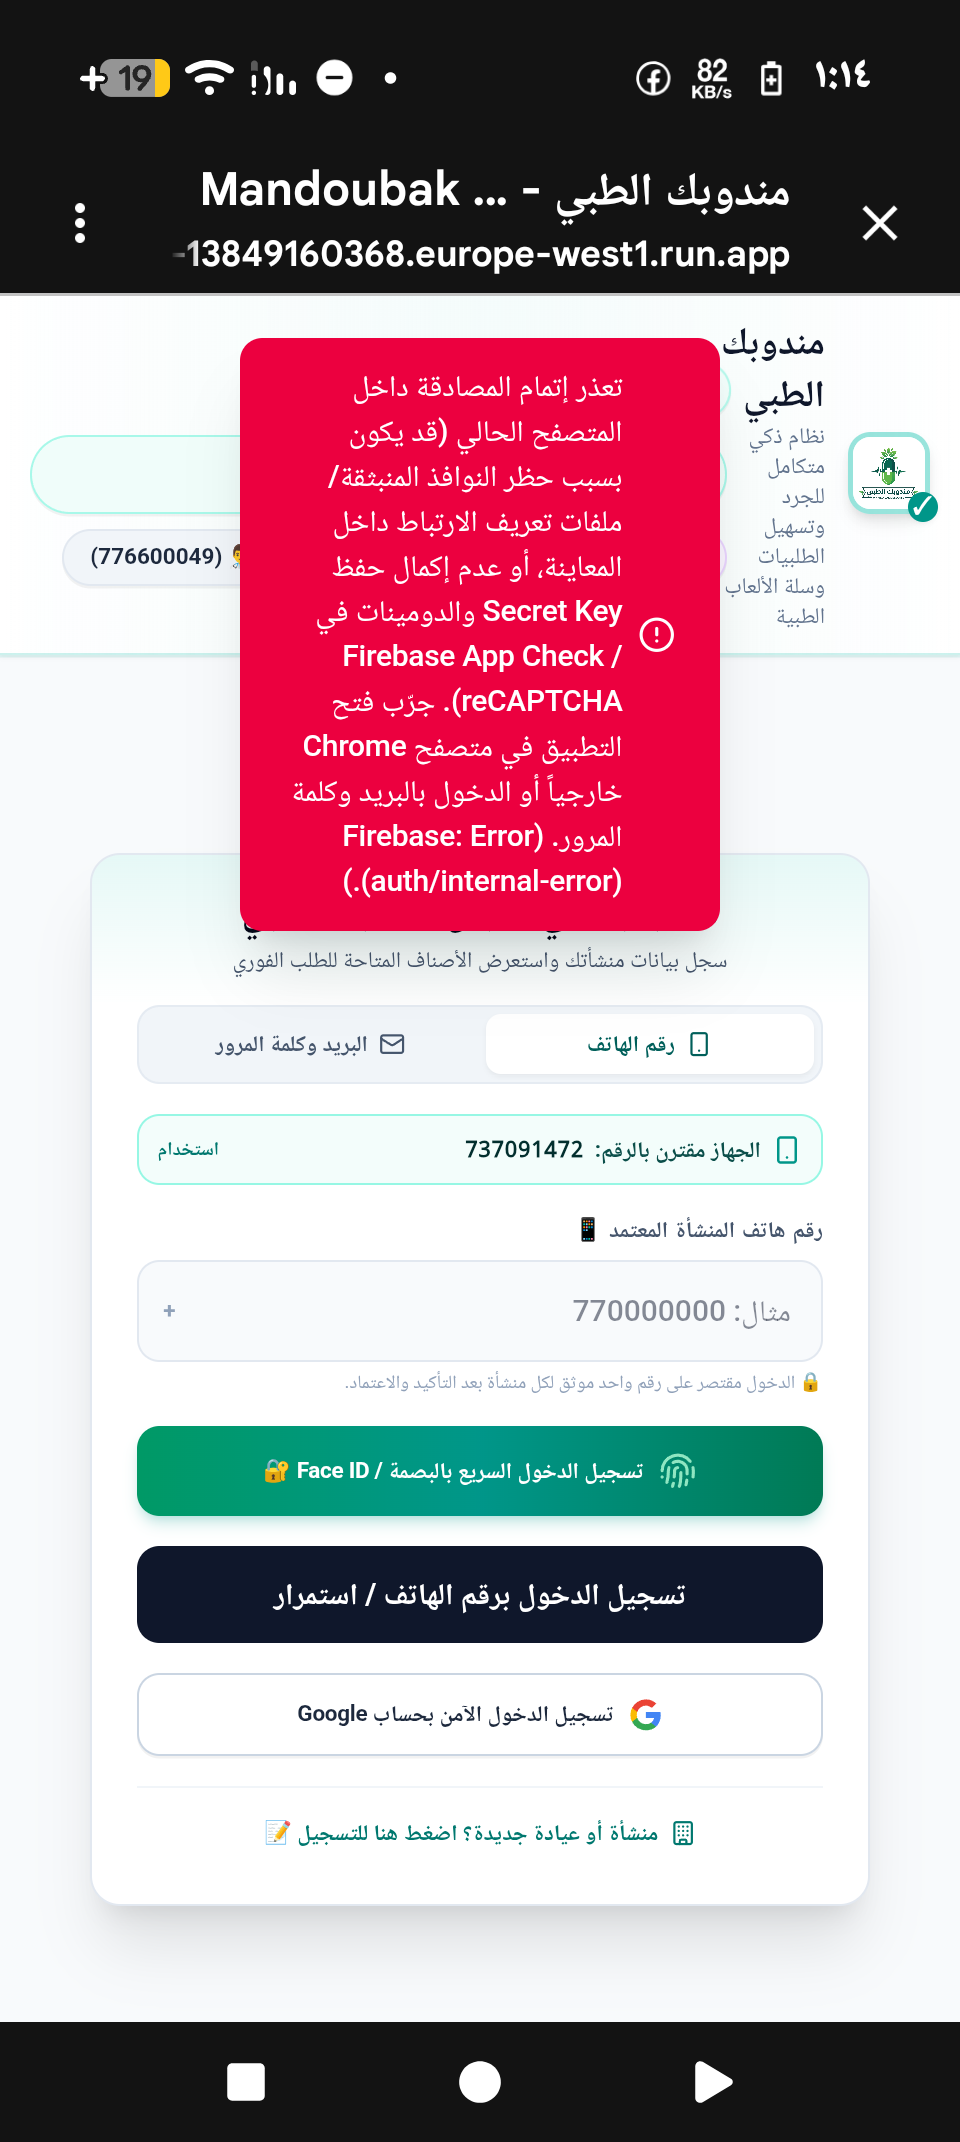 ١:١٤
82
KB/s
19
مندوبك الطبي - ... Mandoubak
-13849160368.europe-west1.run.app
مندوبك
الطبي
نظام ذكي
متكامل
للجرد
وتسهيل
الطلبيات
وسلة الألعاب
الطبية
مندوبك الطبي
(776600049)
تعذر إتمام المصادقة داخل
المتصفح الحالي (قد يكون
بسبب حظر النوافذ المنبثقة/
ملفات تعريف الارتباط داخل
المعاينة، أو عدم إكمال حفظ
Secret Key والدومينات في
Firebase App Check /
reCAPTCHA). جرّب فتح
التطبيق في متصفح Chrome
خارجياً أو الدخول بالبريد وكلمة
المرور. (Firebase: Error
(auth/internal-error).)
سجل بيانات منشأتك واستعرض الأصناف المتاحة للطلب الفوري
رقم الهاتف
البريد وكلمة المرور
الجهاز مقترن بالرقم: 737091472
استخدام
رقم هاتف المنشأة المعتمد 📱
مثال: 770000000
+
🔒 الدخول مقتصر على رقم واحد موثق لكل منشأة بعد التأكيد والاعتماد.
تسجيل الدخول السريع بالبصمة / Face ID 🔐
تسجيل الدخول برقم الهاتف / استمرار
تسجيل الدخول الآمن بحساب Google
منشأة أو عيادة جديدة؟ اضغط هنا للتسجيل 📝